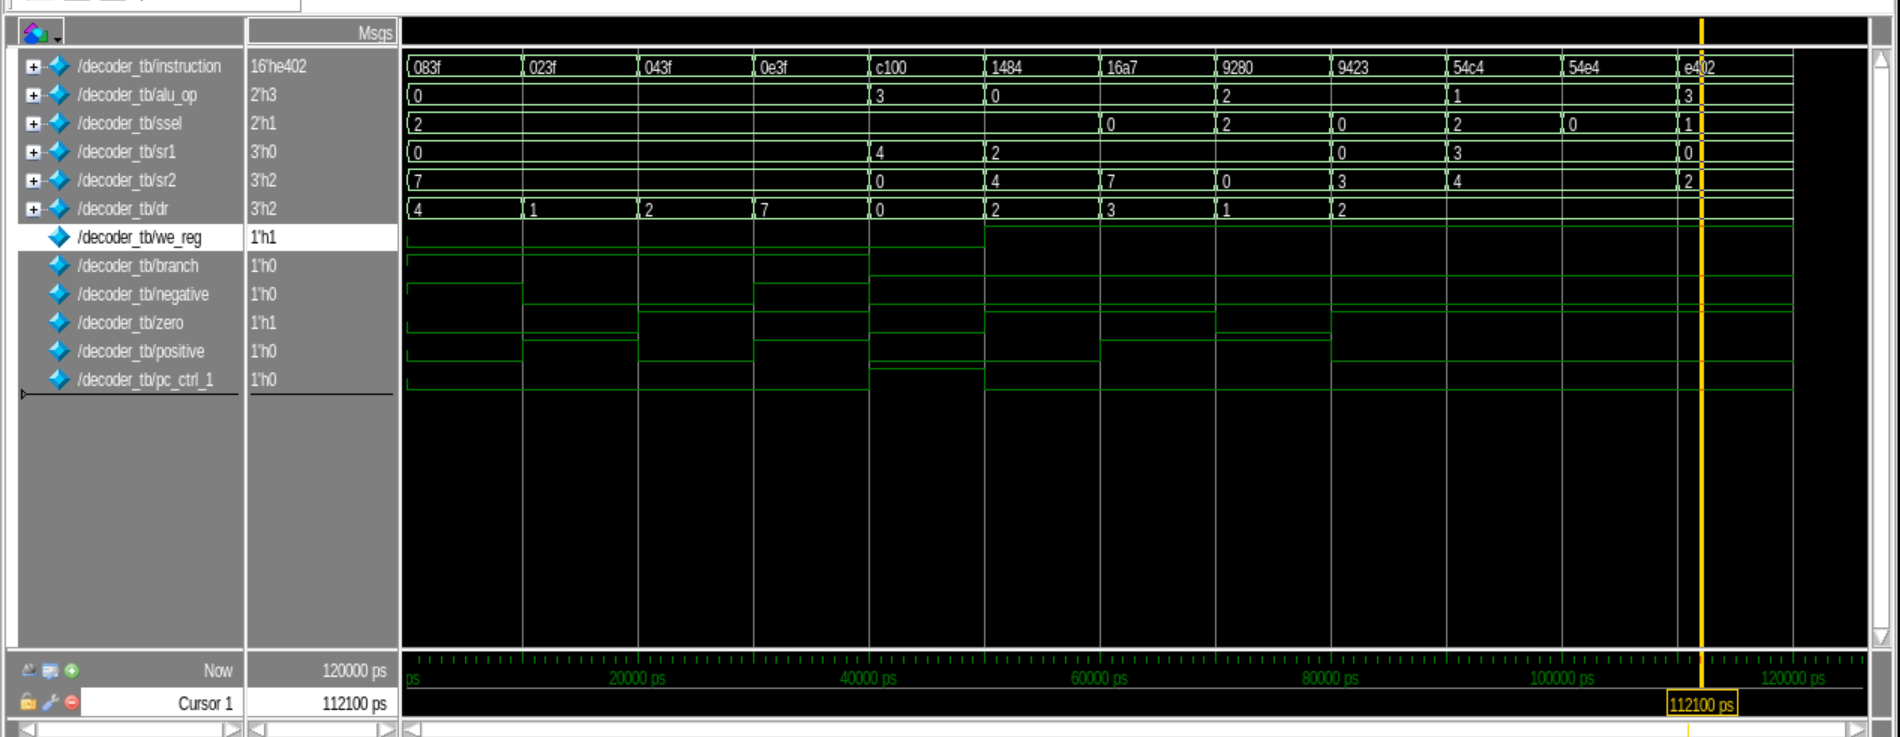 Msgs
/decoder_tb/instruction 16'he402 083f 023f 043f 0e3f c100 1484 16a7 9280 9423 54c4 54e4 e402
/decoder_tb/alu_op 2'h3 0 3 0 2 1 3
/decoder_tb/ssel 2'h1 2 0 2 0 2 0 1
/decoder_tb/sr1 3'h0 0 4 2 0 3 0
/decoder_tb/sr2 3'h2 7 0 4 7 0 3 4 2
/decoder_tb/dr 3'h2 4 1 2 7 0 2 3 1 2
/decoder_tb/we_reg 1'h1
/decoder_tb/branch 1'h0
/decoder_tb/negative 1'h0
/decoder_tb/zero 1'h1
/decoder_tb/positive 1'h0
/decoder_tb/pc_ctrl_1 1'h0
Now 120000 ps ps 20000 ps 40000 ps 60000 ps 80000 ps 100000 ps 120000 ps
Cursor 1 112100 ps 112100 ps